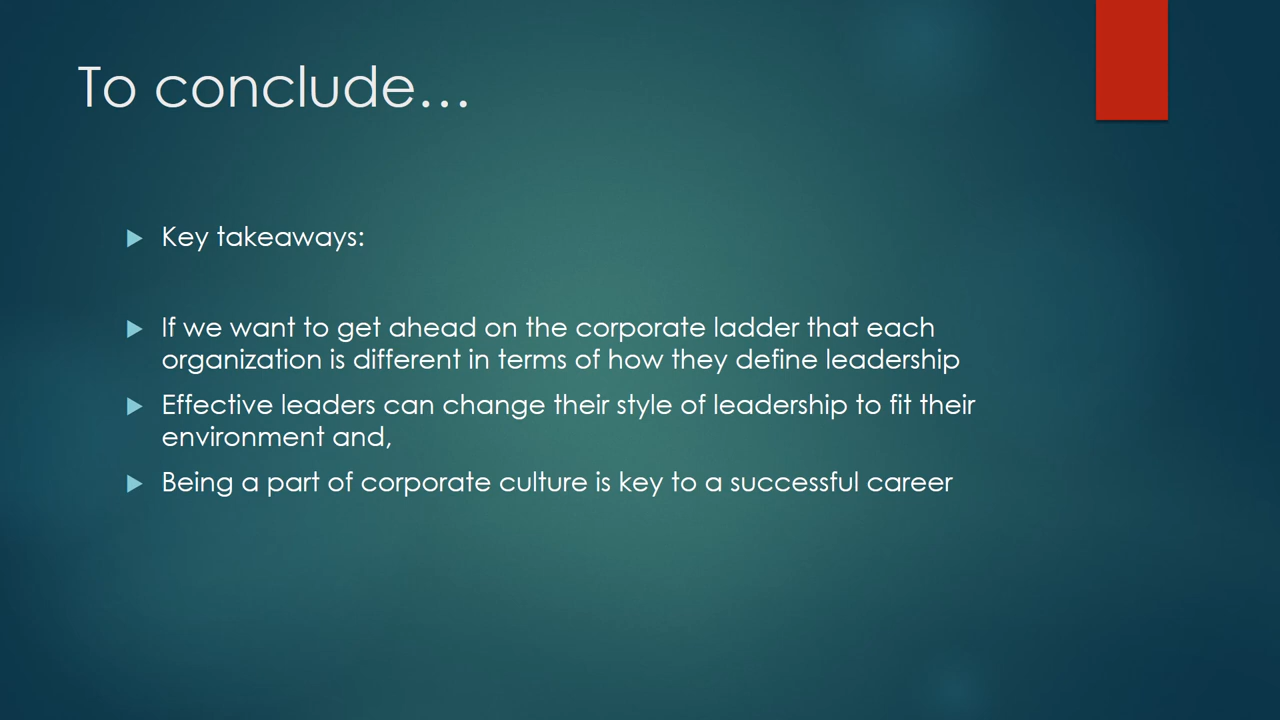 To conclude...
Key takeaways:
If we want to get ahead on the corporate ladder that each
organization is different in terms of how they define leadership
Effective leaders can change their style of leadership to fit their
environment and,
Being a part of corporate culture is key to a successful career